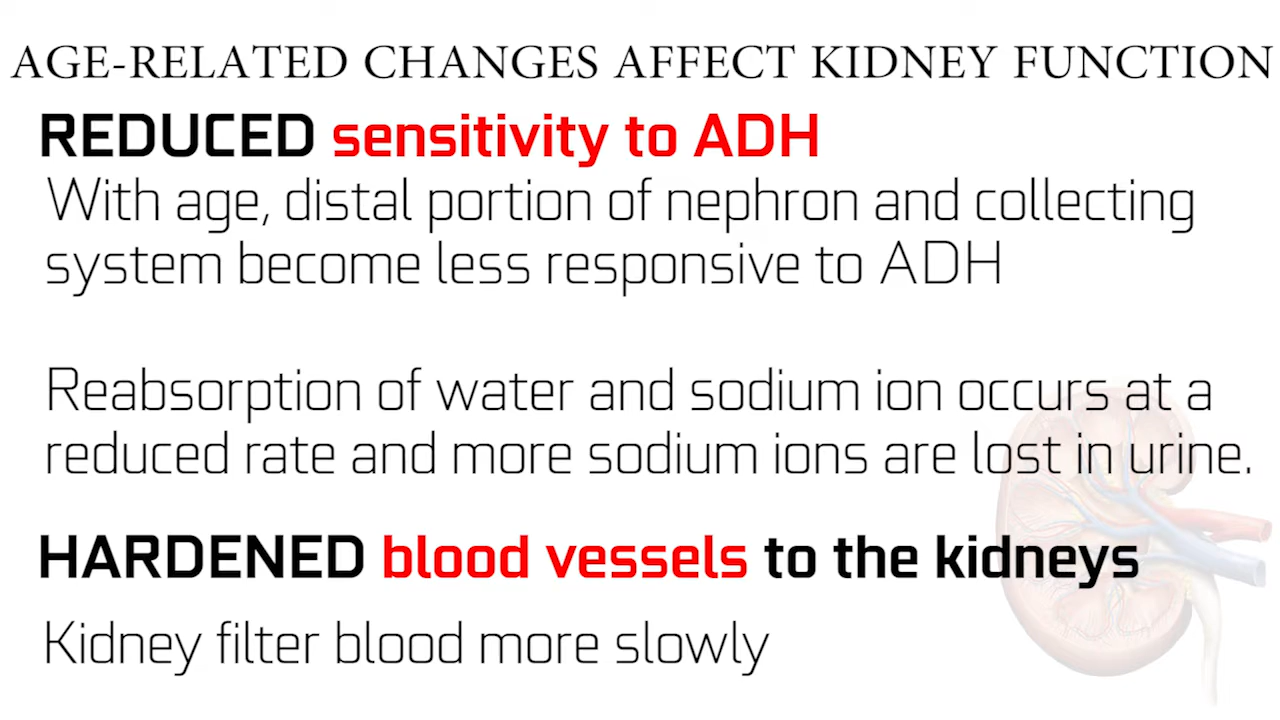 AGE-RELATED CHANGES AFFECT KIDNEY FUNCTION
REDUCED sensitivity to ADH
With age, distal portion of nephron and collecting
system become less responsive to ADH
Reabsorption of water and sodium ion occurs at a
reduced rate and more sodium ions are lost in urine.
HARDENED blood vessels to the kidneys
Kidney filter blood more slowly